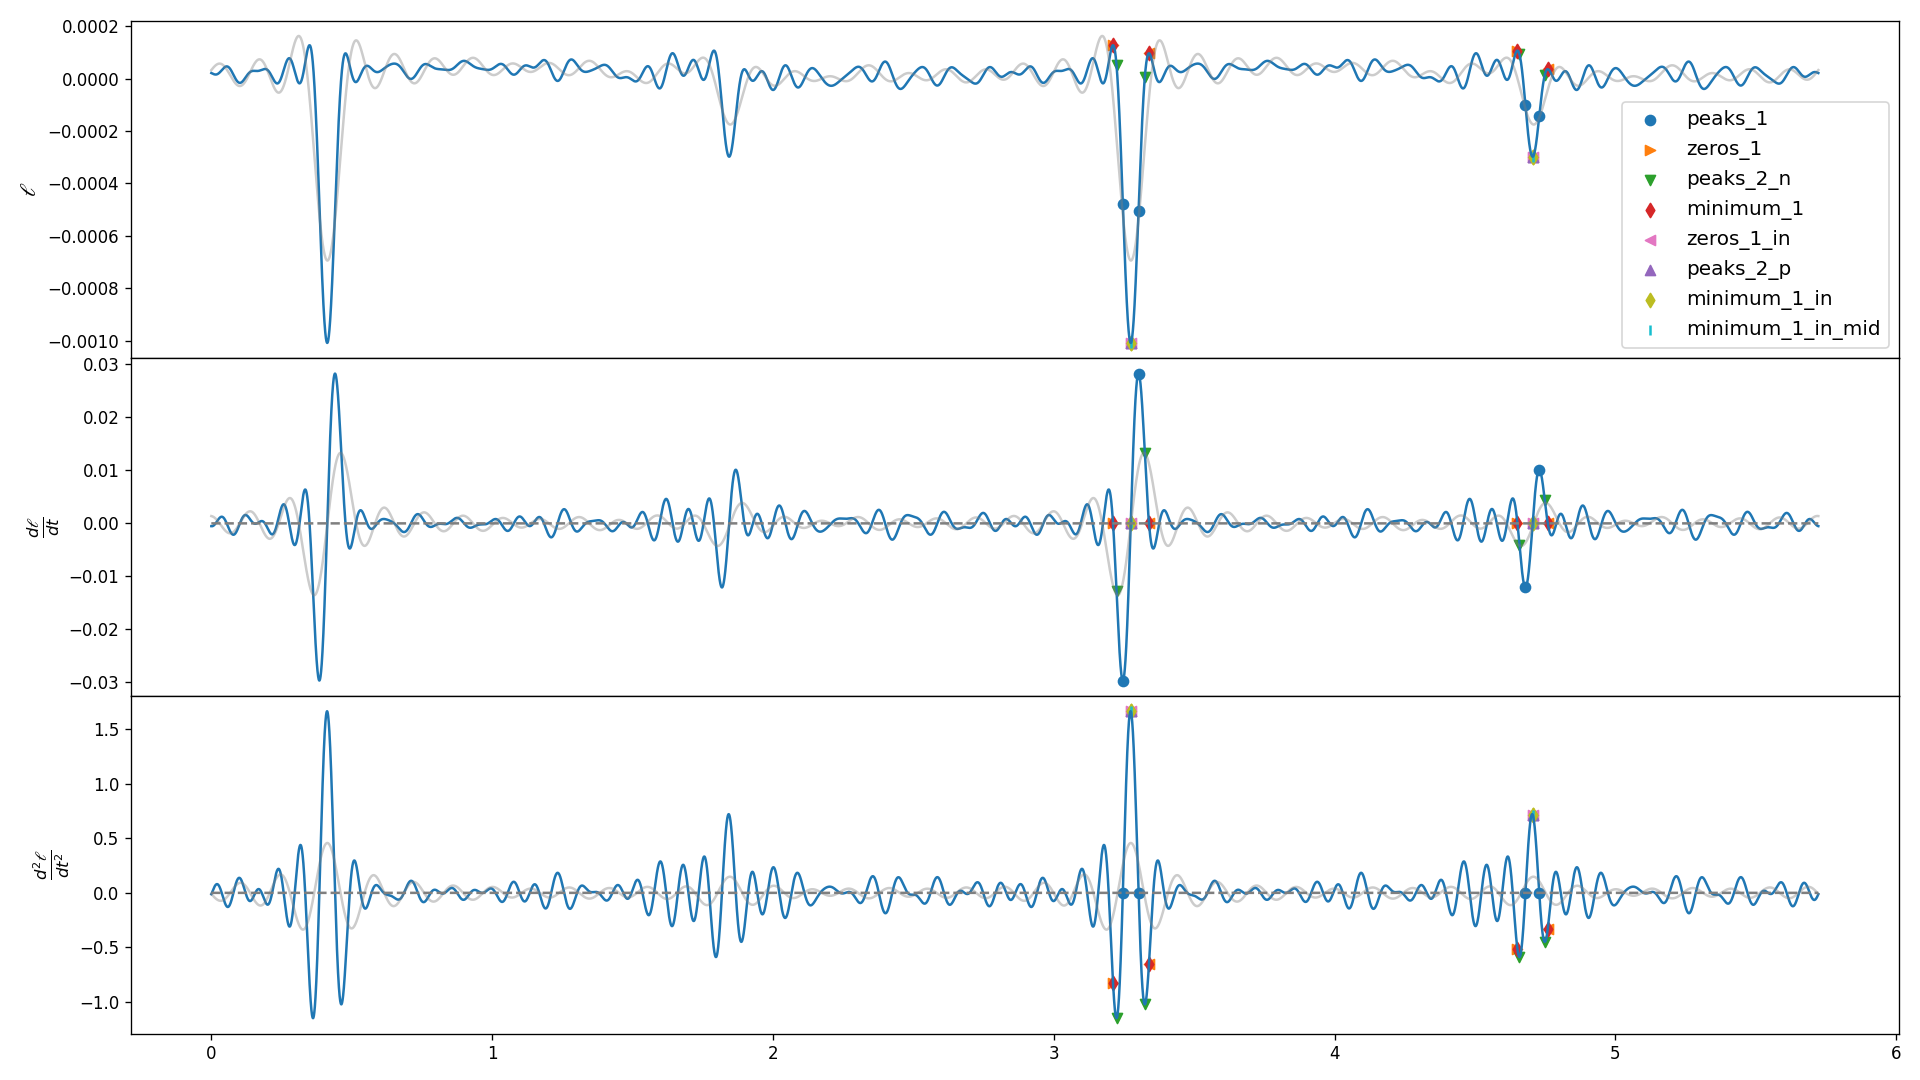 0.0002
0.0000
−0.0002
−0.0004
−0.0006
−0.0008
−0.0010
ℓ
peaks_1
zeros_1
peaks_2_n
minimum_1
zeros_1_in
peaks_2_p
minimum_1_in
minimum_1_in_mid
0.03
0.02
0.01
0.00
−0.01
−0.02
−0.03
dℓ/dt
1.5
1.0
0.5
0.0
−0.5
−1.0
d²ℓ/dt²
0 1 2 3 4 5 6